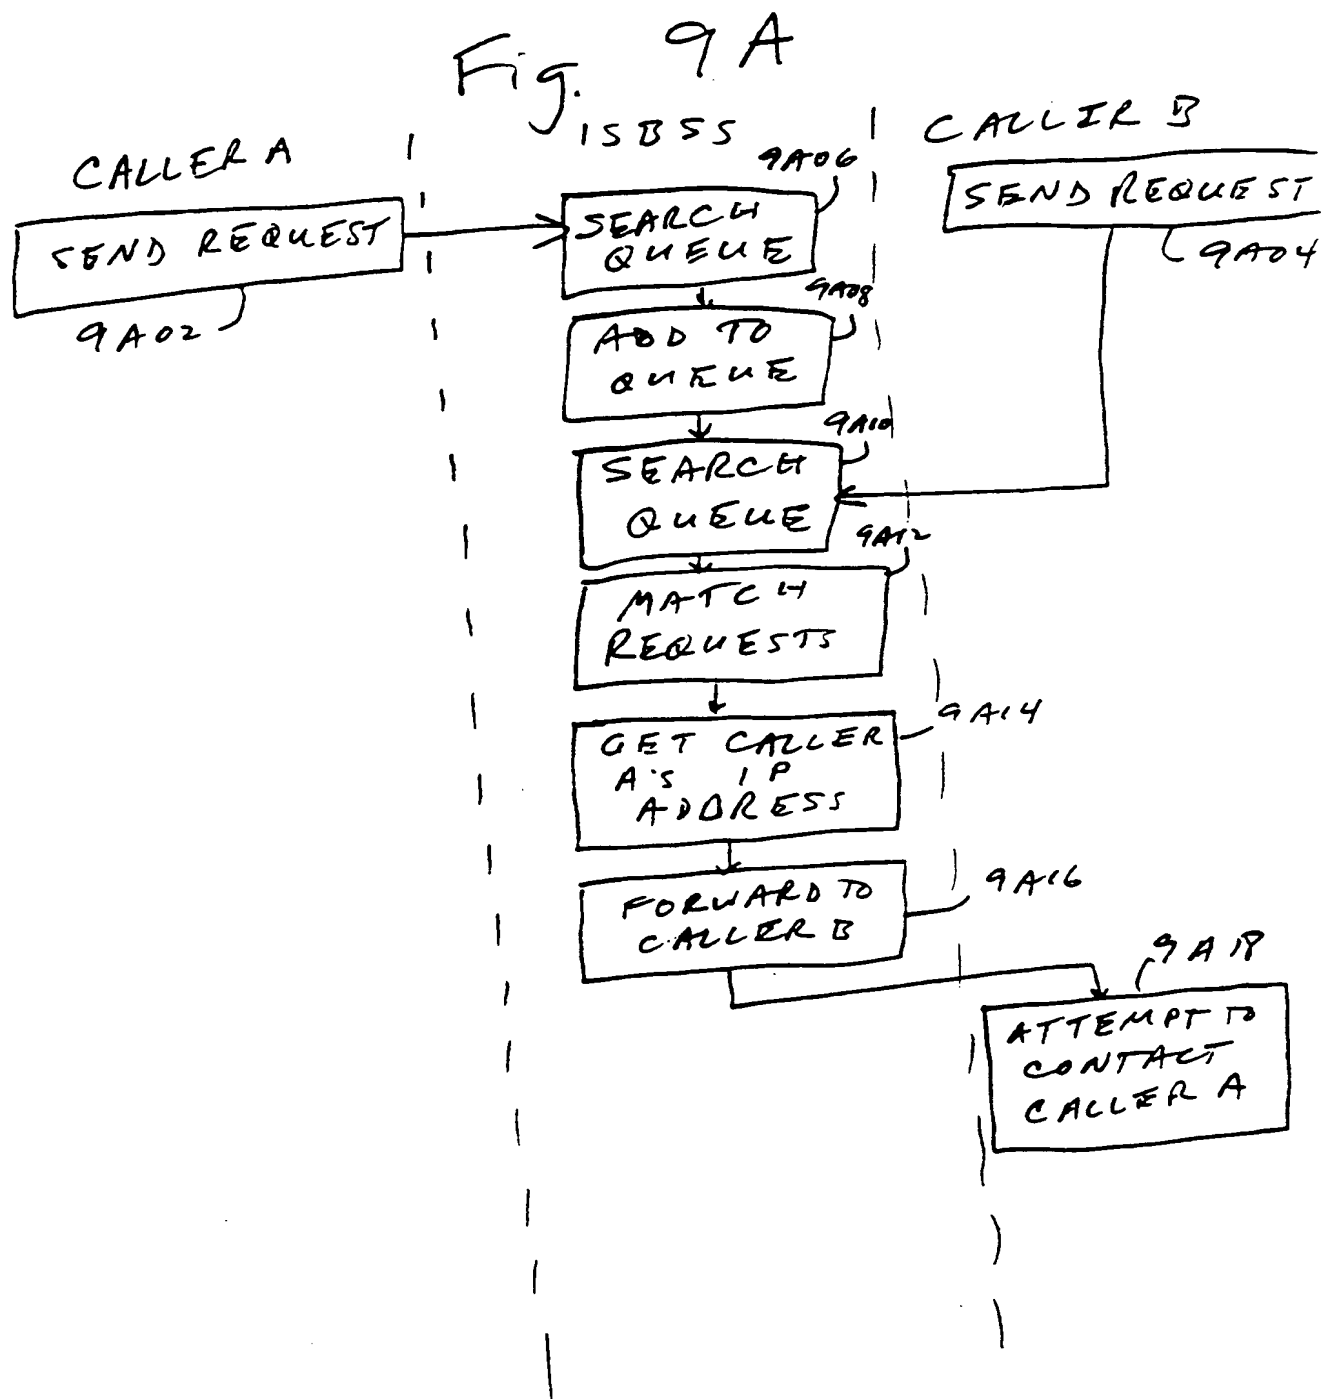 Fig. 9A
CALLER A
ISBSS
CALLER B
SEND REQUEST
9A02
9A06
SEARCH
QUEUE
SEND REQUEST
9A04
9A08
ADD TO
QUEUE
9A10
SEARCH
QUEUE
9A12
MATCH
REQUESTS
9A14
GET CALLER
A's IP
ADDRESS
9A16
FORWARD TO
CALLER B
9A18
ATTEMPT TO
CONTACT
CALLER A